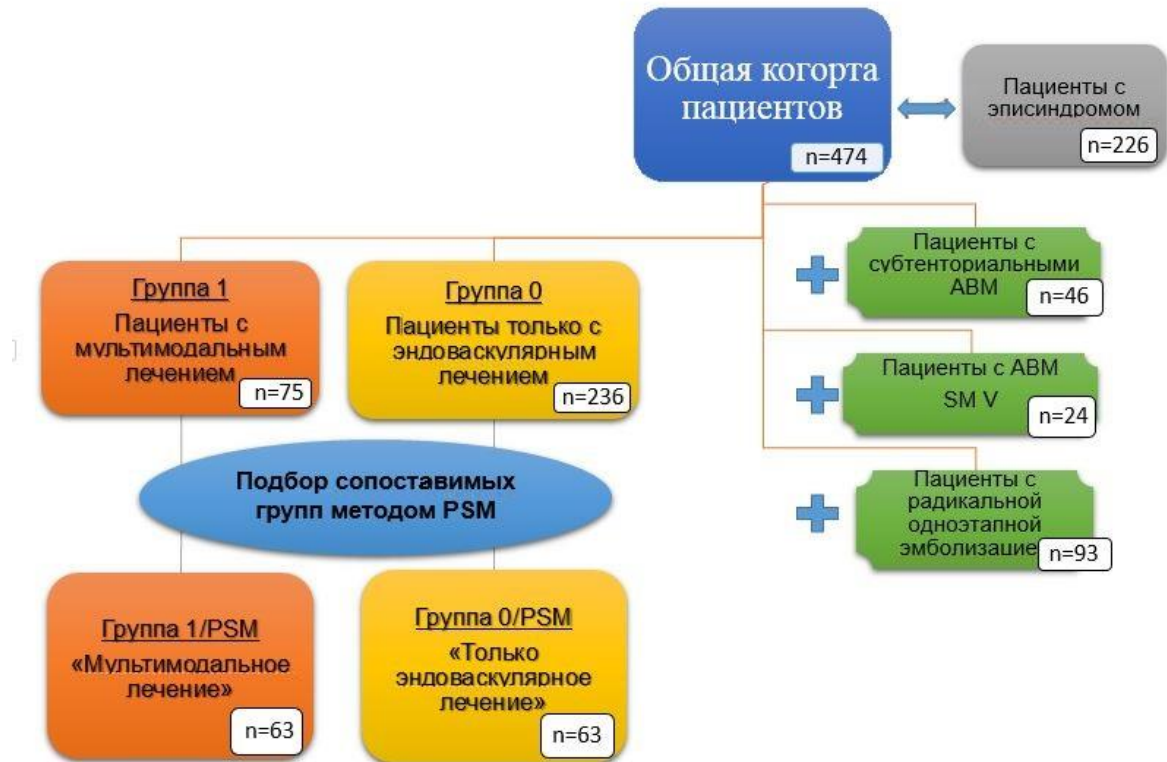 Общая когорта
пациентов
n=474
Пациенты с
эписиндромом
n=226
Группа 1
Пациенты с
мультимодальным
лечением
n=75
Группа 0
Пациенты только с
эндоваскулярным
лечением
n=236
Пациенты с
субтенториальными
АВМ
n=46
Пациенты с АВМ
SM V
n=24
Пациенты с
радикальной
одноэтапной
эмболизацие
n=93
Подбор сопоставимых
групп методом PSM
Группа 1/PSM
«Мультимодальное
лечение»
n=63
Группа 0/PSM
«Только
эндоваскулярное
лечение»
n=63